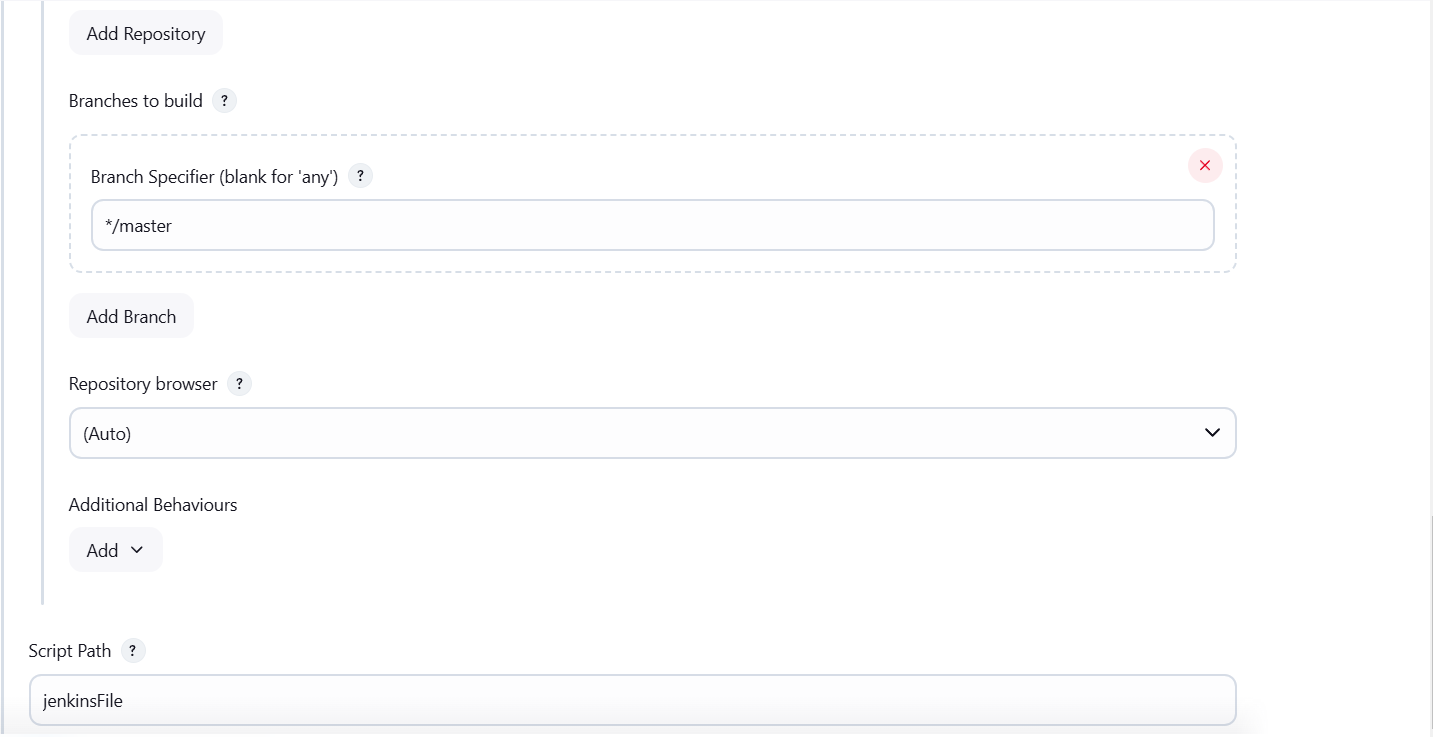 Add Repository
Branches to build ?
Branch Specifier (blank for 'any') ?
*/master
Add Branch
Repository browser ?
(Auto)
Additional Behaviours
Add
Script Path ?
jenkinsFile